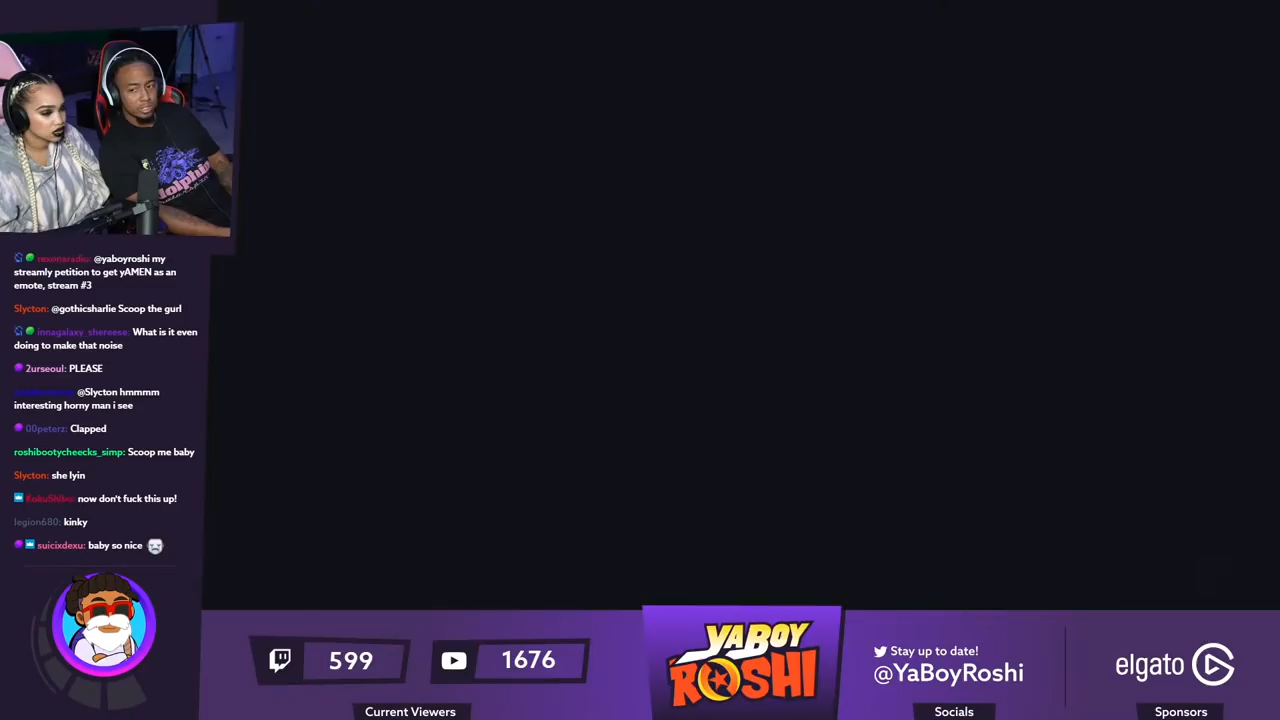 rexonaradio: @yaboyroshi my
streamly petition to get yAMEN as an
emote, stream #3
Slycton: @gothicsharlie Scoop the gurl
innagalaxy_shereese: What is it even
doing to make that noise
2urseoul: PLEASE
@Slycton hmmmm
interesting horny man i see
00peterz: Clapped
roshibootycheecks_simp: Scoop me baby
Slycton: she lyin
now don't fuck this up!
legion680: kinky
suicixdexu: baby so nice
599
1676
Current Viewers
YABOY
ROSHI
Stay up to date!
@YaBoyRoshi
Socials
elgato
Sponsors